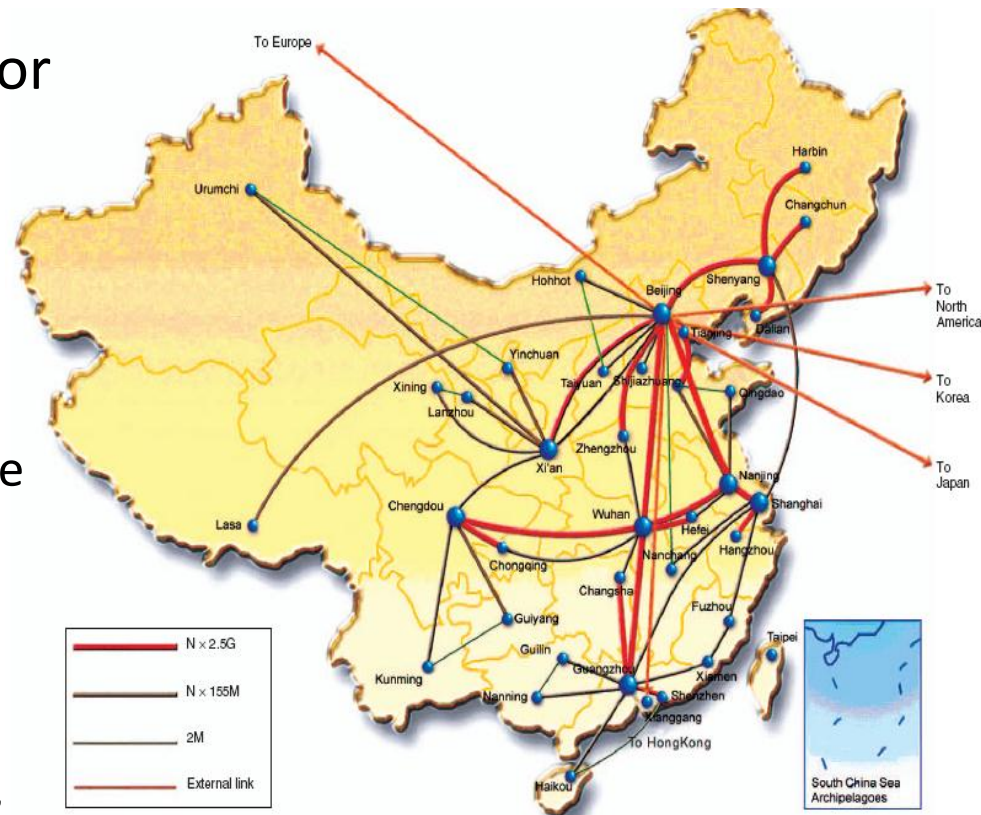 or
To Europe
Harbin
Urumchi
Changchun
Hohhot
Shenyang
Beijing
To
North
America
Tianjing
Dalian
Yinchuan
Xining
Taiyuan
Shijiazhuang
Qingdao
To
Korea
Lanzhou
Zhengzhou
Xi'an
e
To
Japan
Nanjing
Chengdou
Wuhan
Shanghai
Lasa
Hefei
Hangzhou
Chongqing
Nanchang
Changsha
Fuzhou
Guiyang
Taipei
Guilin
Guangzhou
Xiamen
Kunming
Nanning
Shenzhen
Xianggang
To HongKong
Haikou
N × 2.5G
N × 155M
2M
External link
South China Sea
Archipelagoes